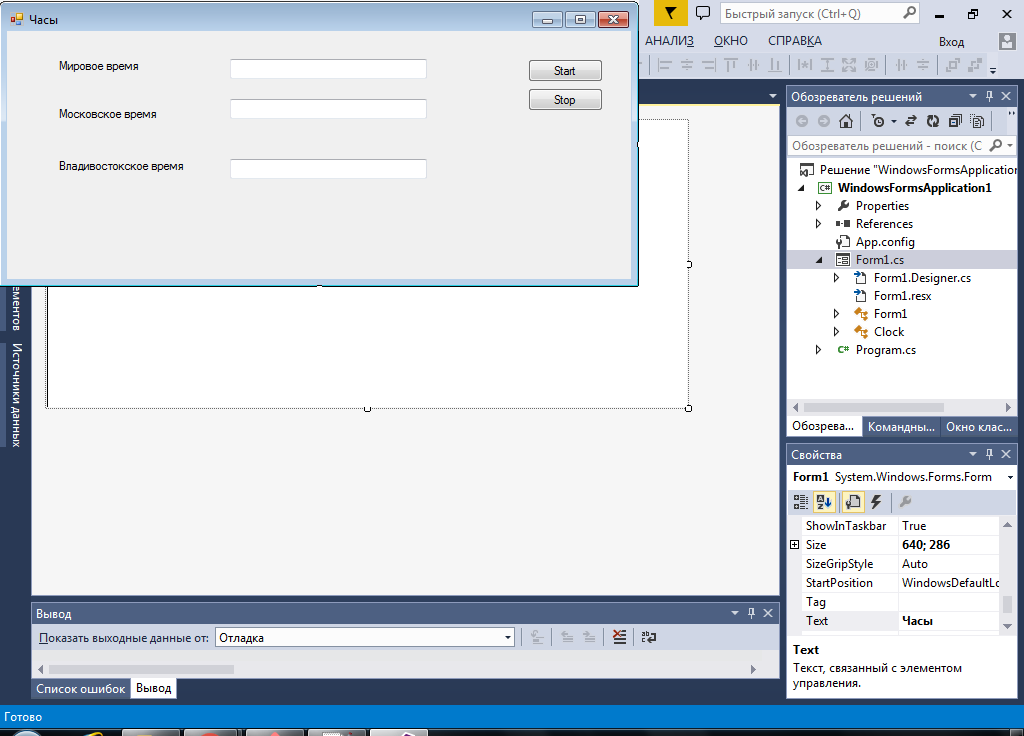 Часы
Быстрый запуск (Ctrl+Q)
АНАЛИЗ ОКНО СПРАВКА
Вход
Мировое время
Start
Stop
Московское время
Владивостокское время
Обозреватель решений
Обозреватель решений - поиск (C
Решение "WindowsFormsApplication
WindowsFormsApplication1
Properties
References
App.config
Form1.cs
Form1.Designer.cs
Form1.resx
Form1
Clock
Program.cs
Обозрева... Командны... Окно клас...
ементов
Источники данных
Свойства
Form1 System.Windows.Forms.Form
ShowInTaskbar True
Size 640; 286
SizeGripStyle Auto
StartPosition WindowsDefaultLo
Tag
Text Часы
Text
Текст, связанный с элементом
управления.
Вывод
Показать выходные данные от: Отладка
Список ошибок Вывод
Готово